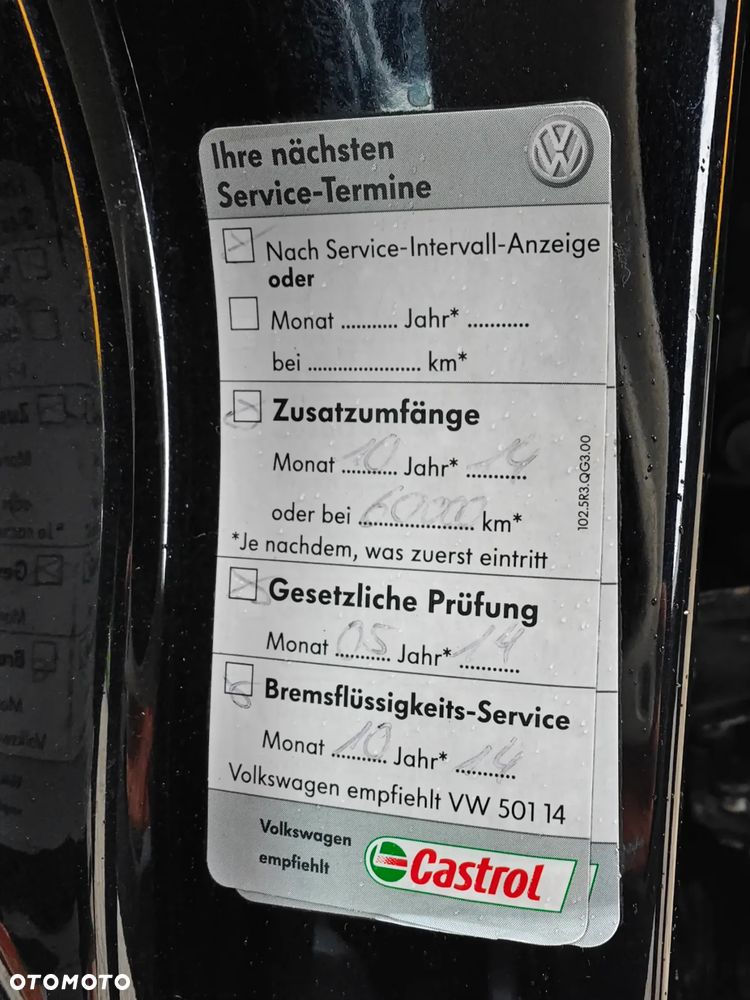 Ihre nächsten
Service-Termine
Nach Service-Intervall-Anzeige
oder
Monat ........... Jahr* ...........
bei ...................... km*
Zusatzumfänge
Monat 10 Jahr* 14
oder bei 60000 km*
*Je nachdem, was zuerst eintritt
102.5R3.QG3.00
Gesetzliche Prüfung
Monat 05 Jahr* 14
Bremsflüssigkeits-Service
Monat 10 Jahr* 14
Volkswagen empfiehlt VW 501 14
Volkswagen
empfiehlt
Castrol
OTOMOTO